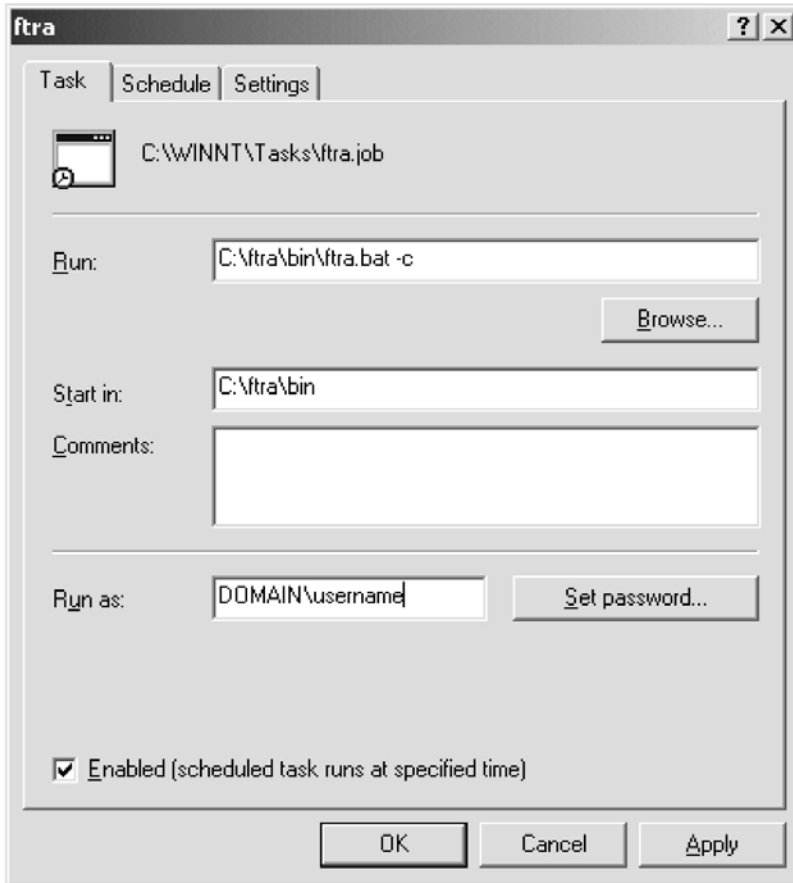 ftra
Task Schedule Settings
C:\WINNT\Tasks\ftra.job
Run: C:\ftra\bin\ftra.bat -c
Browse...
Start in: C:\ftra\bin
Comments:
Run as: DOMAIN\username Set password...
Enabled (scheduled task runs at specified time)
OK Cancel Apply